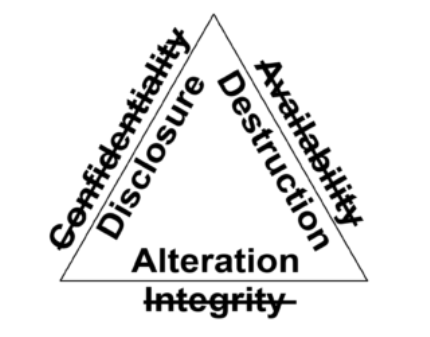 Confidentiality
Disclosure
Destruction
Availability
Alteration
Integrity